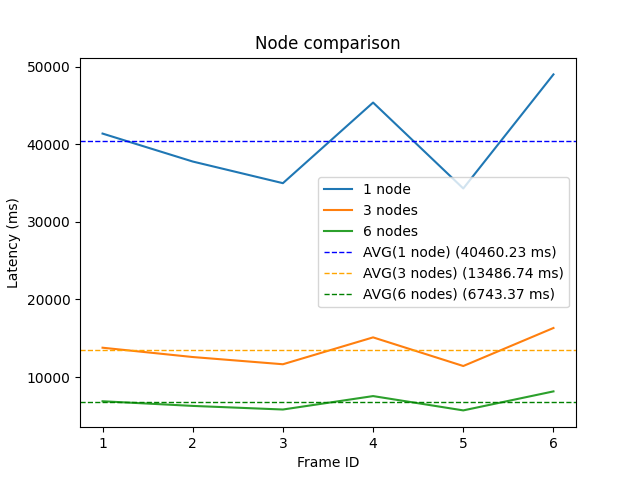 Node comparison
Latency (ms)
50000
40000
30000
20000
10000
1 node
3 nodes
6 nodes
AVG(1 node) (40460.23 ms)
AVG(3 nodes) (13486.74 ms)
AVG(6 nodes) (6743.37 ms)
1 2 3 4 5 6
Frame ID